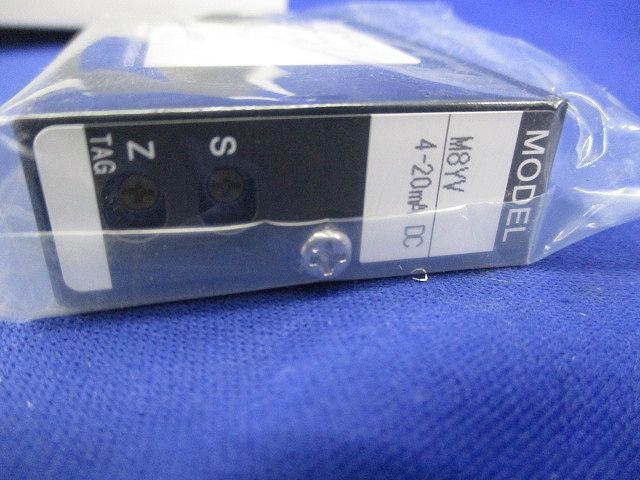 MODEL
M8YV
4-20mA DC
S
Z
TAG